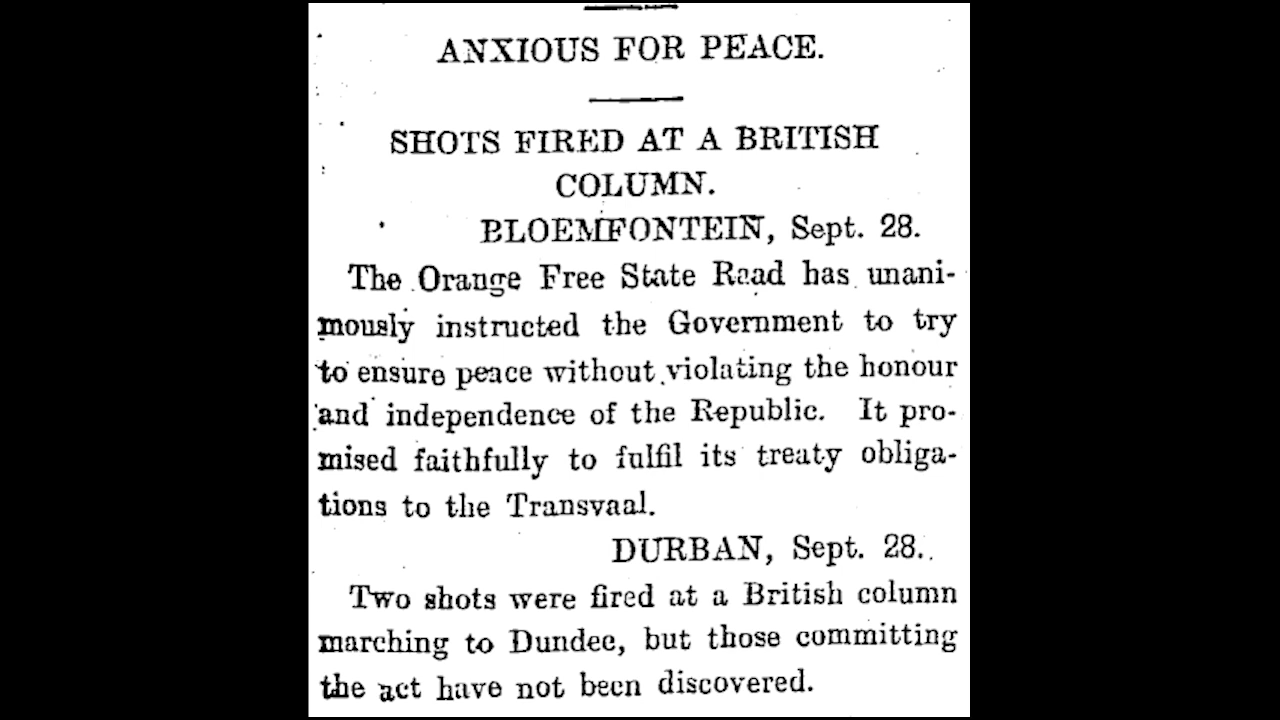 ANXIOUS FOR PEACE.
SHOTS FIRED AT A BRITISH
COLUMN.
BLOEMFONTEIN, Sept. 28.
The Orange Free State Raad has unani-
mously instructed the Government to try
to ensure peace without violating the honour
and independence of the Republic. It pro-
mised faithfully to fulfil its treaty obliga-
tions to the Transvaal.
DURBAN, Sept. 28.
Two shots were fired at a British column
marching to Dundee, but those committing
the act have not been discovered.